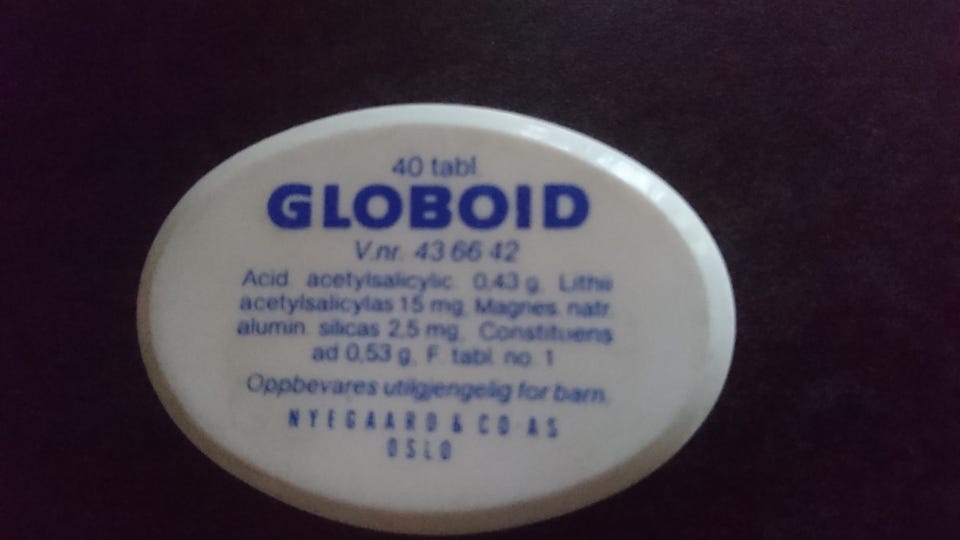 40 tabl.
GLOBOID
V.nr. 43 66 42
Acid. acetylsalicylic. 0,43 g. Lithii
acetylsalicylas 15 mg, Magnes. natr.
alumin. silicas 2,5 mg, Constituens
ad 0,53 g, F. tabl. no. 1
Oppbevares utilgjengelig for barn.
NYEGAARD & CO AS
OSLO